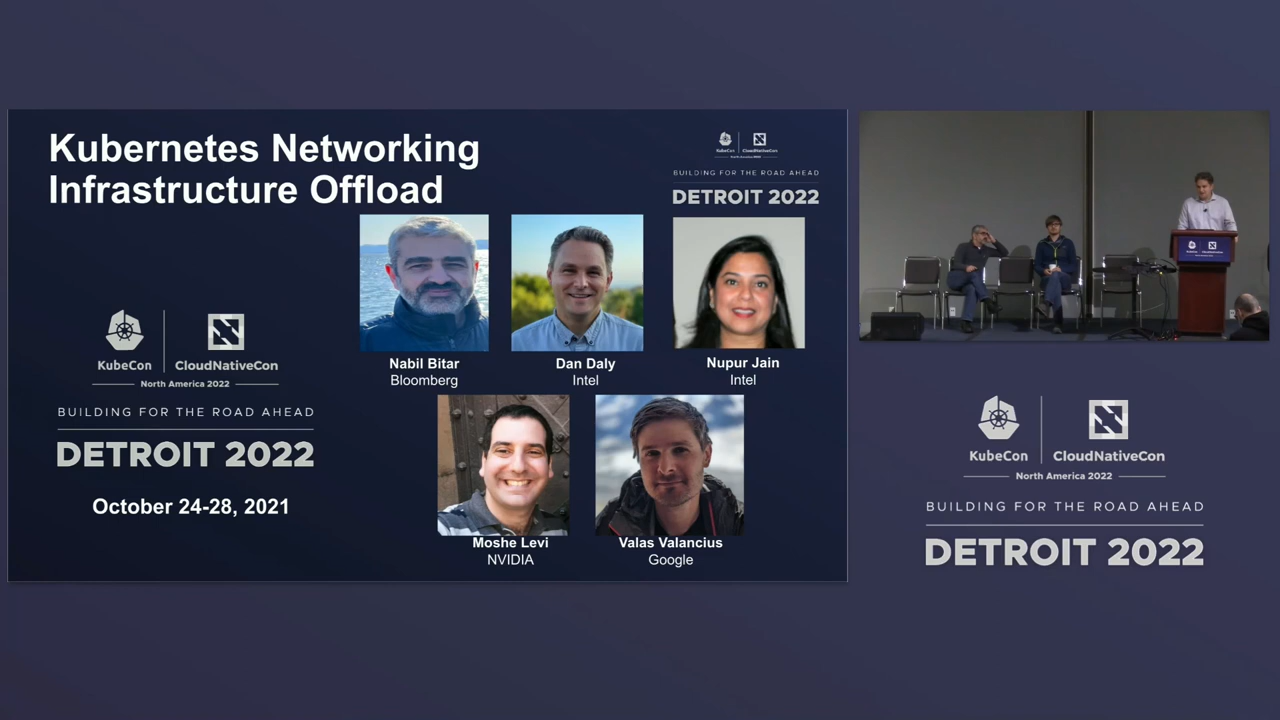 Kubernetes Networking
Infrastructure Offload
KubeCon
CloudNativeCon
BUILDING FOR THE ROAD AHEAD
DETROIT 2022
Nabil Bitar
Bloomberg
Dan Daly
Intel
Nupur Jain
Intel
KubeCon
CloudNativeCon
North America 2022
BUILDING FOR THE ROAD AHEAD
DETROIT 2022
October 24-28, 2021
Moshe Levi
NVIDIA
Valas Valancius
Google
KubeCon
CloudNativeCon
North America 2022
BUILDING FOR THE ROAD AHEAD
DETROIT 2022